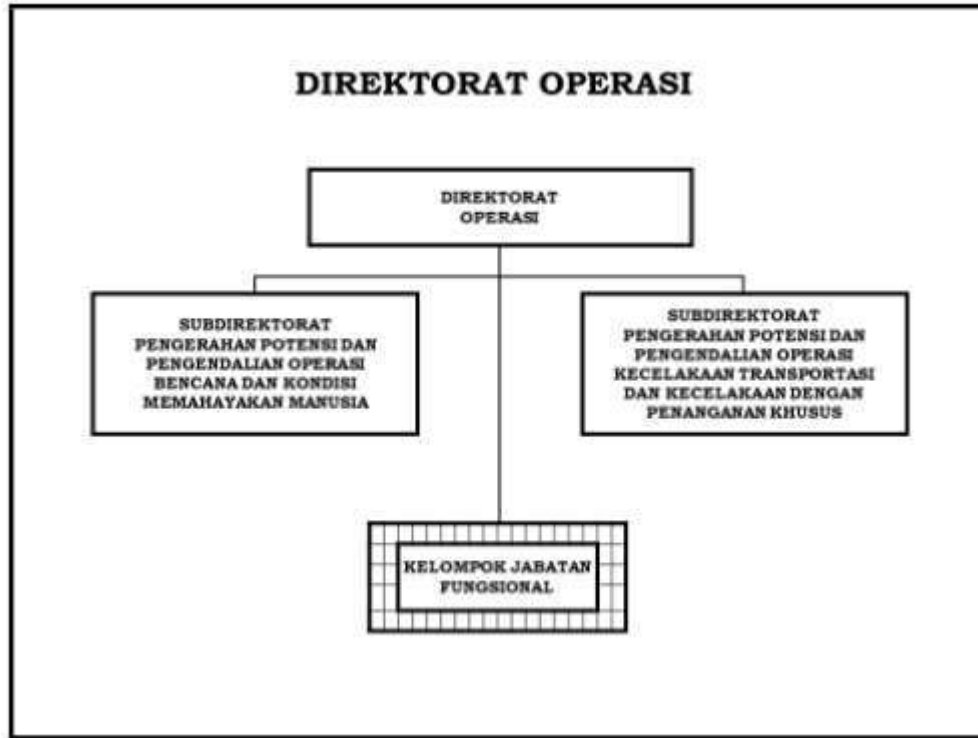 DIREKTORAT OPERASI
DIREKTORAT
OPERASI
SUBDIREKTORAT
PENGERAHAN POTENSI DAN
PENGENDALIAN OPERASI
BENCANA DAN KONDISI
MEMAHAYAKAN MANUSIA
SUBDIREKTORAT
PENGERAHAN POTENSI DAN
PENGENDALIAN OPERASI
KECELAKAAN TRANSPORTASI
DAN KECELAKAAN DENGAN
PENANGANAN KHUSUS
KELOMPOK JABATAN
FUNGSIONAL